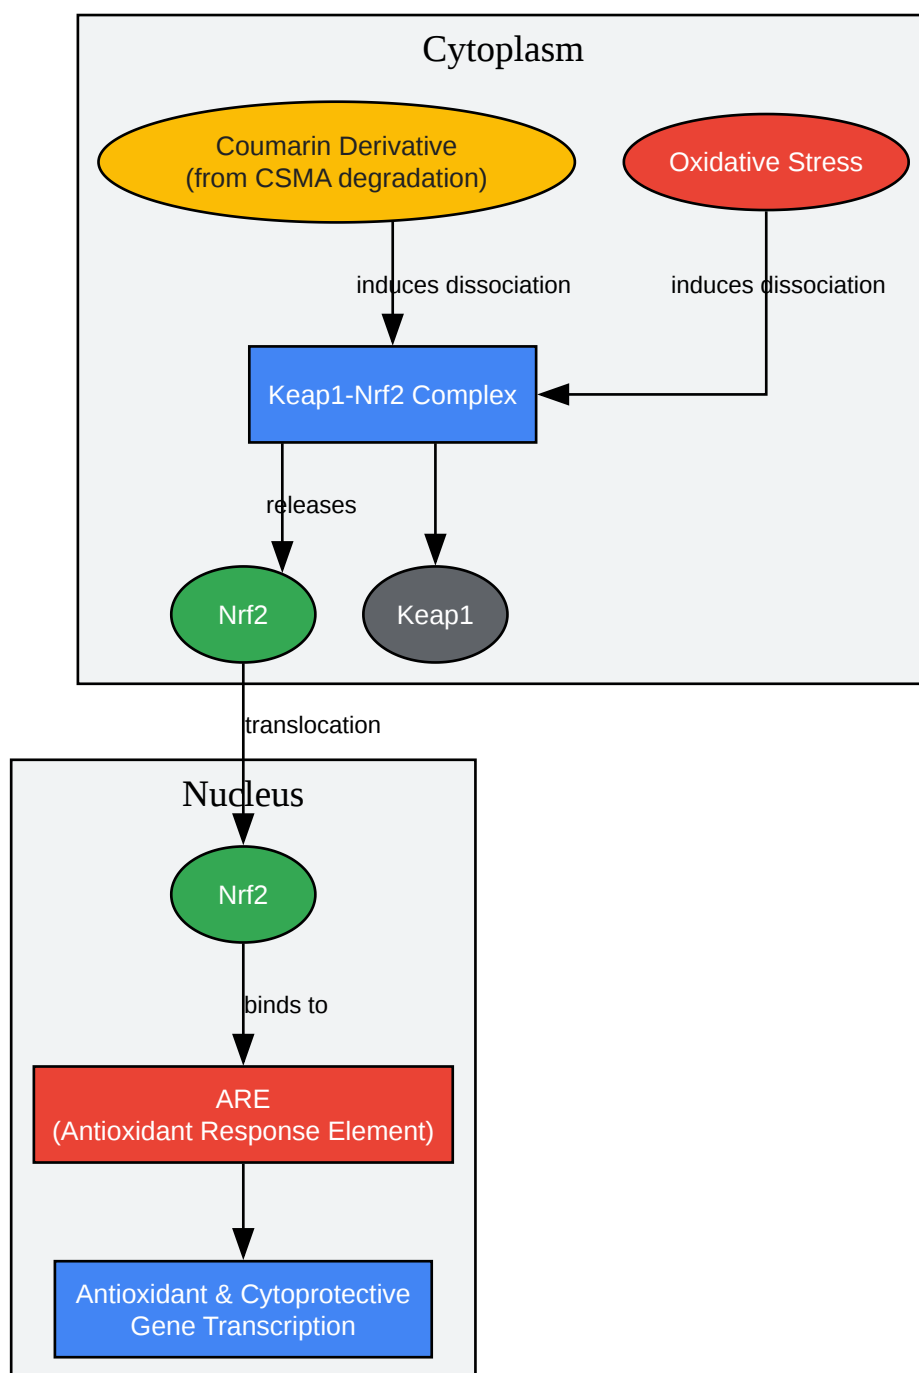 Cytoplasm
Coumarin Derivative
(from CSMA degradation)
Oxidative Stress
induces dissociation
induces dissociation
Keap1-Nrf2 Complex
releases
Nrf2
Keap1
translocation
Nucleus
Nrf2
binds to
ARE
(Antioxidant Response Element)
Antioxidant & Cytoprotective
Gene Transcription